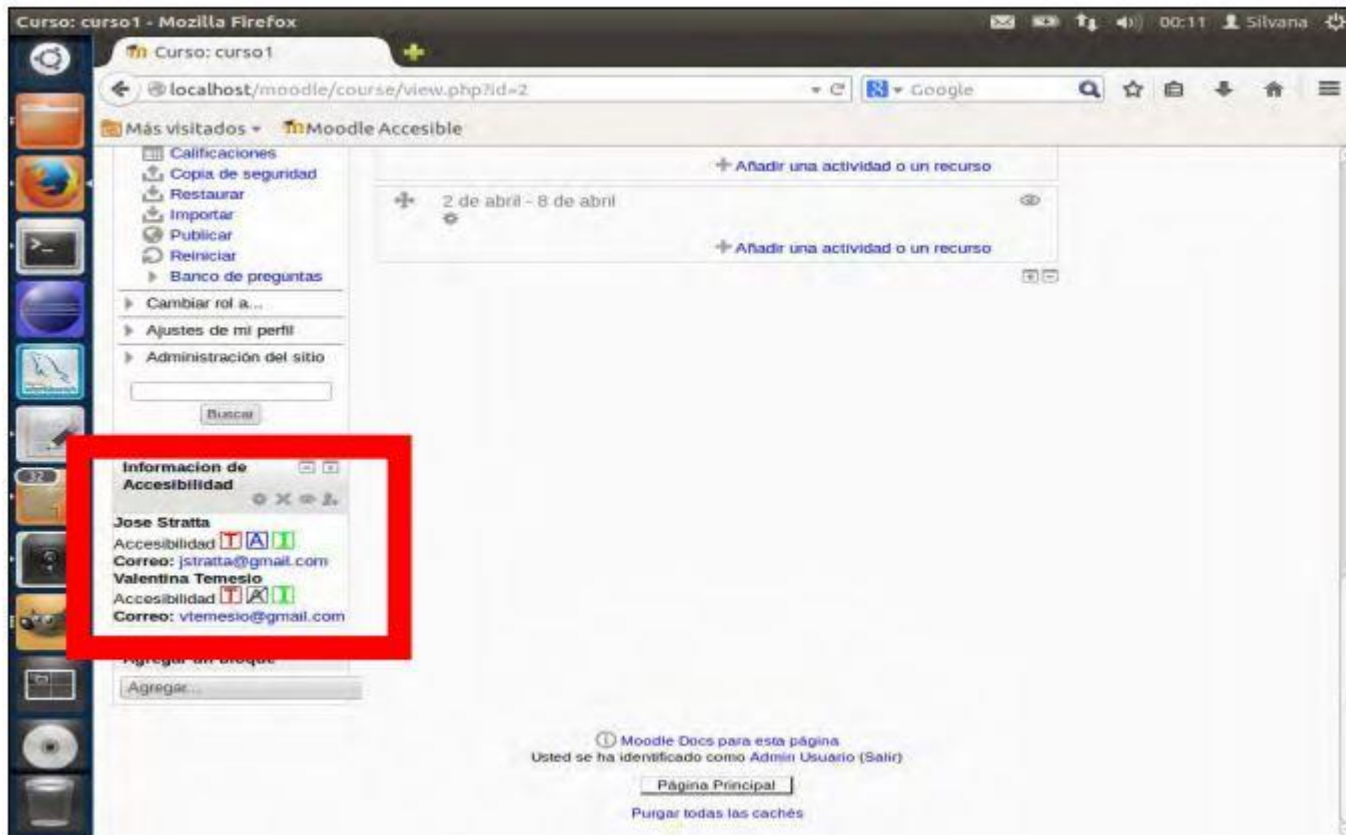 Curso: curso1 - Mozilla Firefox
00:11 Silvana
Curso: curso1
localhost/moodle/course/view.php?id=2
Google
Más visitados
Moodle Accesible
Calificaciones
Copia de seguridad
Restaurar
Importar
Publicar
Reiniciar
Banco de preguntas
Cambiar rol a...
Ajustes de mi perfil
Administración del sitio
Buscar
Añadir una actividad o un recurso
2 de abril - 8 de abril
Añadir una actividad o un recurso
Informacion de
Accesibilidad
Jose Stratta
Accesibilidad T A I
Correo: jstratta@gmail.com
Valentina Temesio
Accesibilidad T A I
Correo: vtemesio@gmail.com
Agregar un bloque
Agregar...
Moodle Docs para esta página
Usted se ha identificado como Admin Usuario (Salir)
Página Principal
Purgar todas las cachés
32